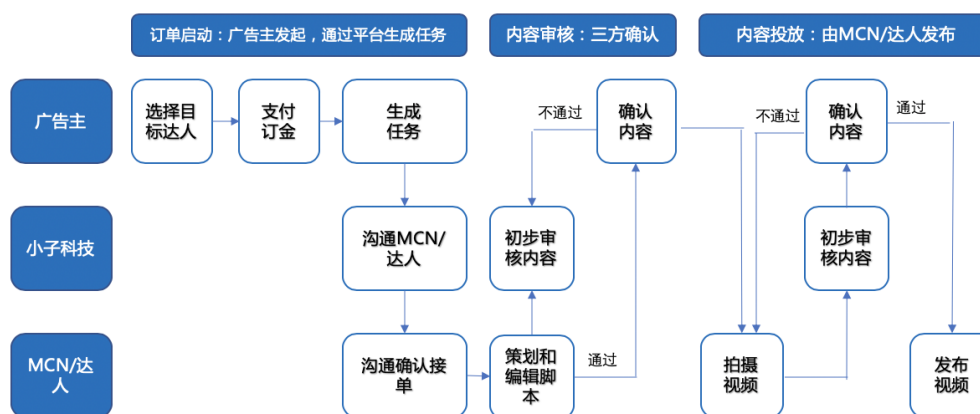 订单启动：广告主发起，通过平台生成任务
内容审核：三方确认
内容投放：由MCN/达人发布
广告主
选择目
标达人
支付
订金
生成
任务
不通过
确认
内容
不通过
确认
内容
通过
小子科技
沟通MCN/
达人
初步审
核内容
初步审
核内容
MCN/达
人
沟通确认接
单
策划和
编辑脚
本
通过
拍摄
视频
发布
视频